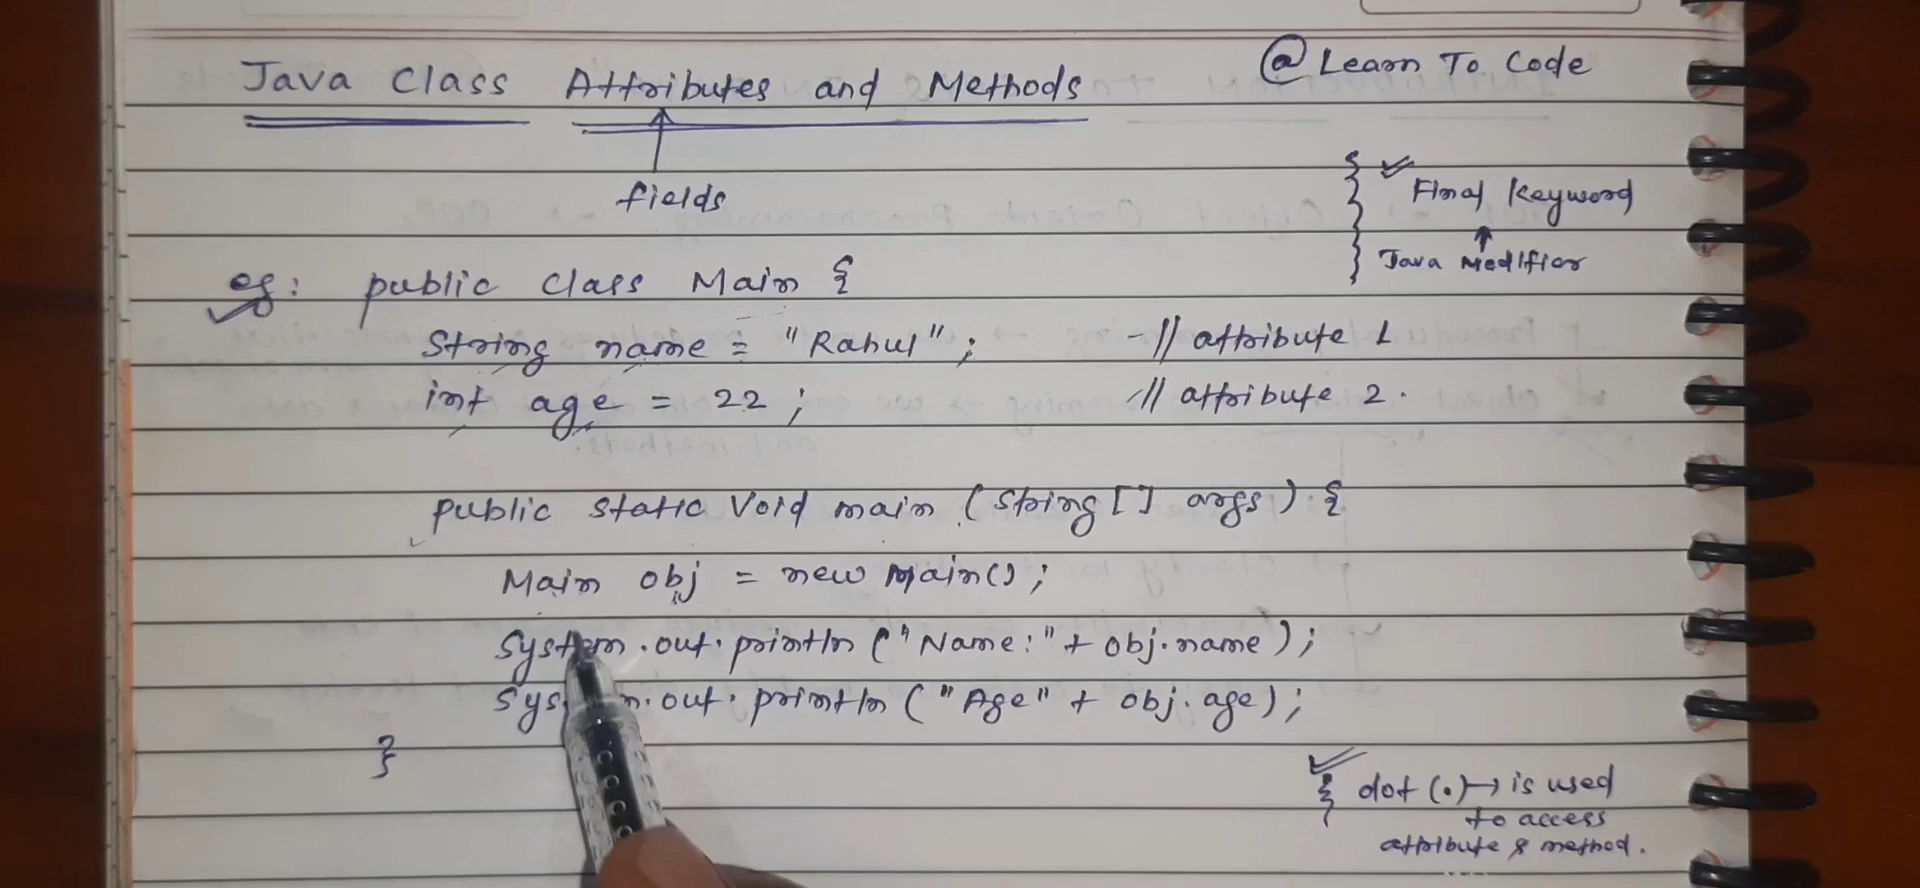 Java Class Attributes and Methods
@ Learn To Code
fields
Final Keyword
Java Modifier
eg: public class Main {
String name = "Rahul"; -// attribute 1
int age = 22; // attribute 2.
public static Void main (String [] args) {
Main obj = new Main();
System.out.println ("Name:" + obj.name);
Sys n.out.println ("Age" + obj.age);
}
{ dot (.) → is used
to access
attribute & method.